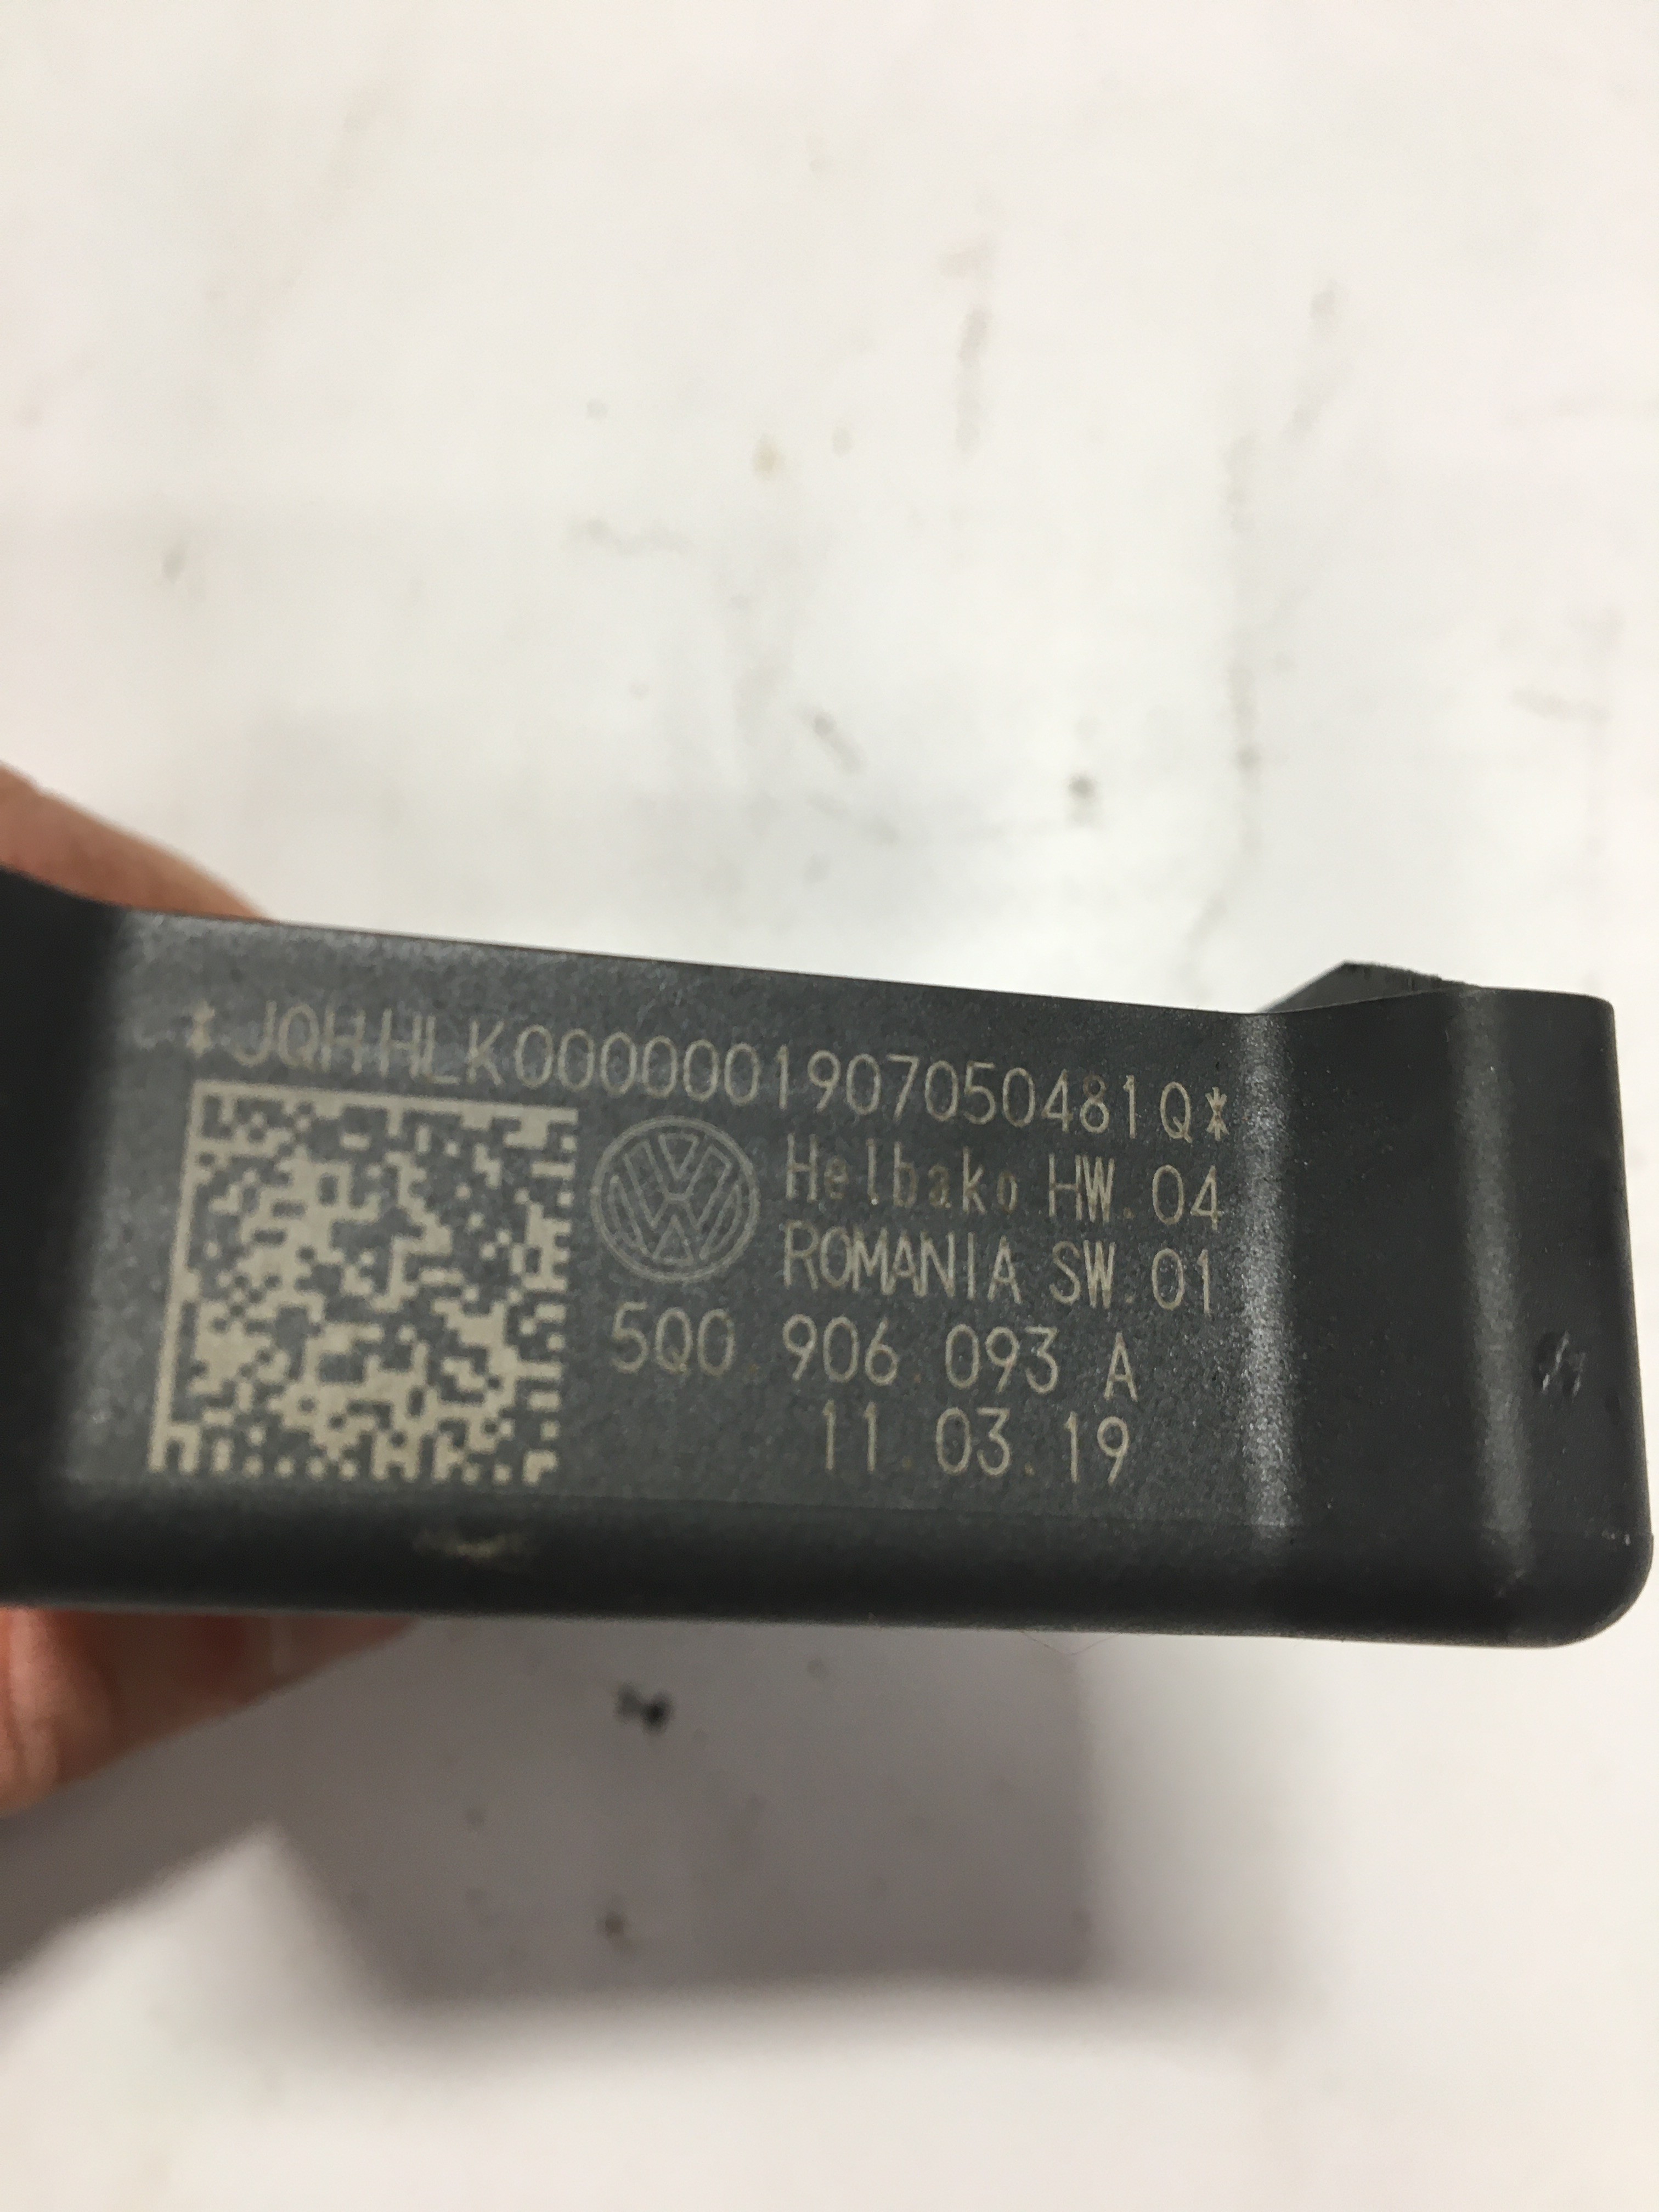 *JQHHLK0000001907050481Q*
Helbako HW.04
ROMANIA SW.01
5Q0.906.093 A
11.03.19